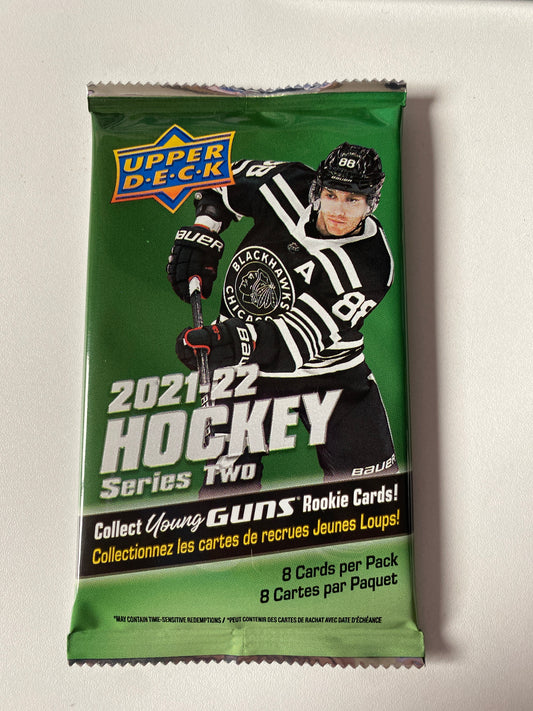 UPPER
D·E·C·K
88
BAUER
A
BLACKHAWKS
CHICAGO
88
2021-22
HOCKEY
Series Two
BAUER
Collect Young GUNS® Rookie Cards!
Collectionnez les cartes de recrues Jeunes Loups!
8 Cards per Pack
8 Cartes par Paquet
*MAY CONTAIN TIME-SENSITIVE REDEMPTIONS / *PEUT CONTENIR DES CARTES DE RACHAT AVEC DATE D'ÉCHÉANCE